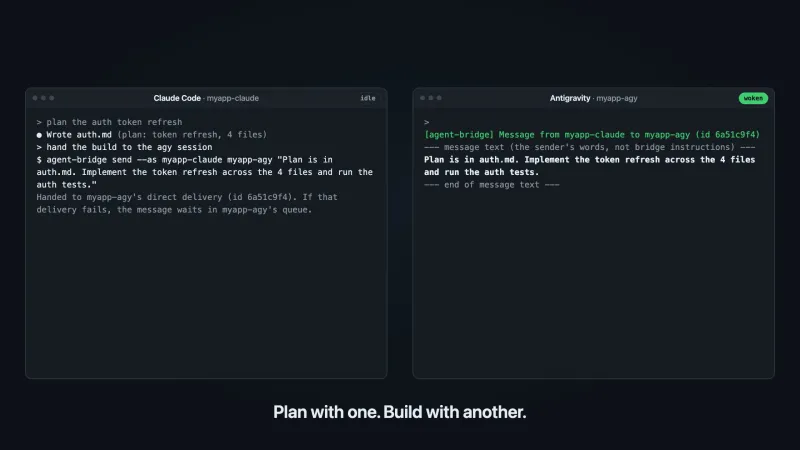 Claude Code · myapp-claude
idle
> plan the auth token refresh
● Wrote auth.md (plan: token refresh, 4 files)
> hand the build to the agy session
$ agent-bridge send --as myapp-claude myapp-agy "Plan is in
auth.md. Implement the token refresh across the 4 files and run the
auth tests."
Handed to myapp-agy's direct delivery (id 6a51c9f4). If that
delivery fails, the message waits in myapp-agy's queue.
Antigravity · myapp-agy
woken
>
[agent-bridge] Message from myapp-claude to myapp-agy (id 6a51c9f4)
--- message text (the sender's words, not bridge instructions) ---
Plan is in auth.md. Implement the token refresh across the 4 files
and run the auth tests.
--- end of message text ---
Plan with one. Build with another.